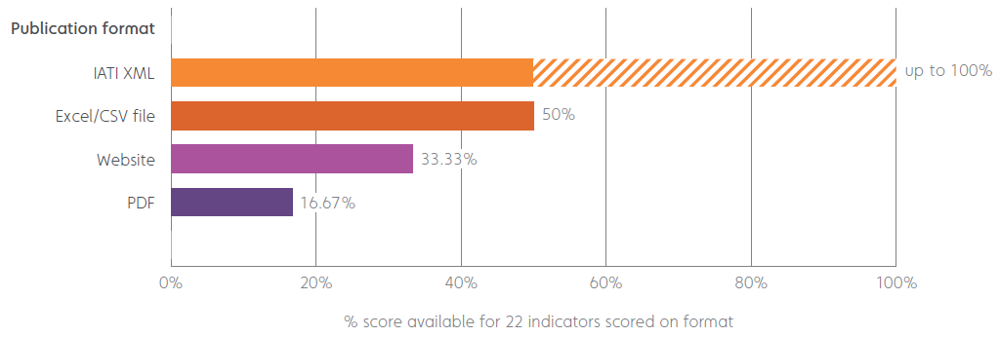 Publication format
IATI XML
up to 100%
Excel/CSV file
50%
Website
33.33%
PDF
16.67%
0%
20%
40%
60%
80%
100%
% score available for 22 indicators scored on format